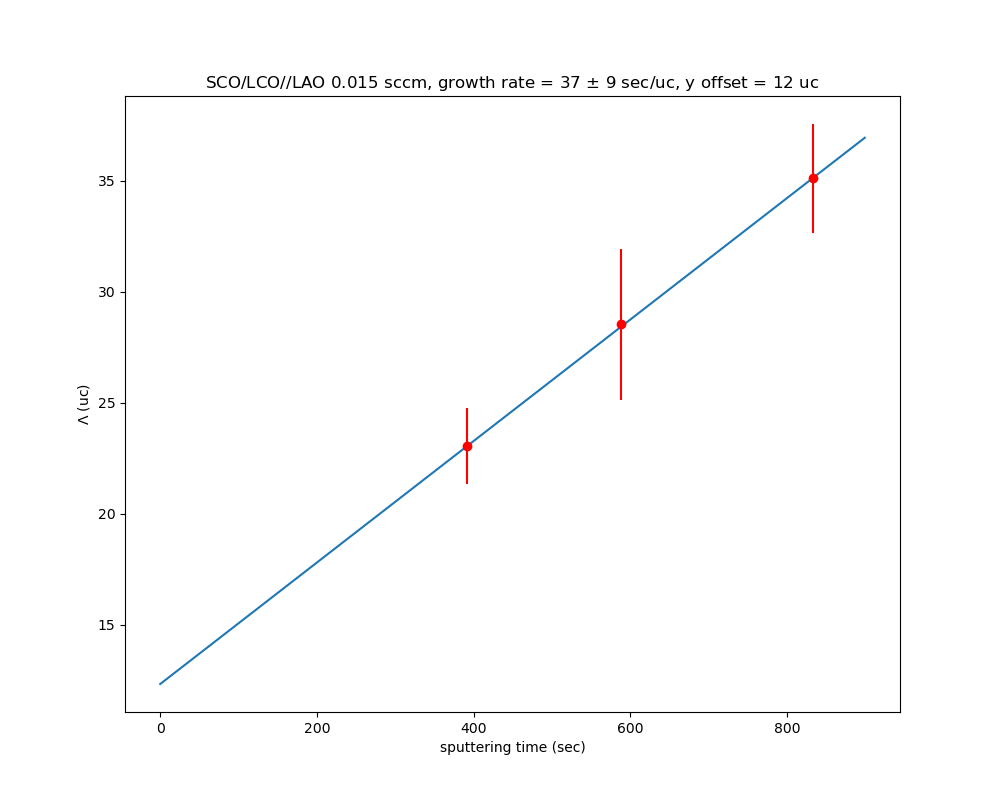 SCO/LCO//LAO 0.015 sccm, growth rate = 37 ± 9 sec/uc, y offset = 12 uc
35
30
25
20
15
Λ (uc)
0 200 400 600 800
sputtering time (sec)